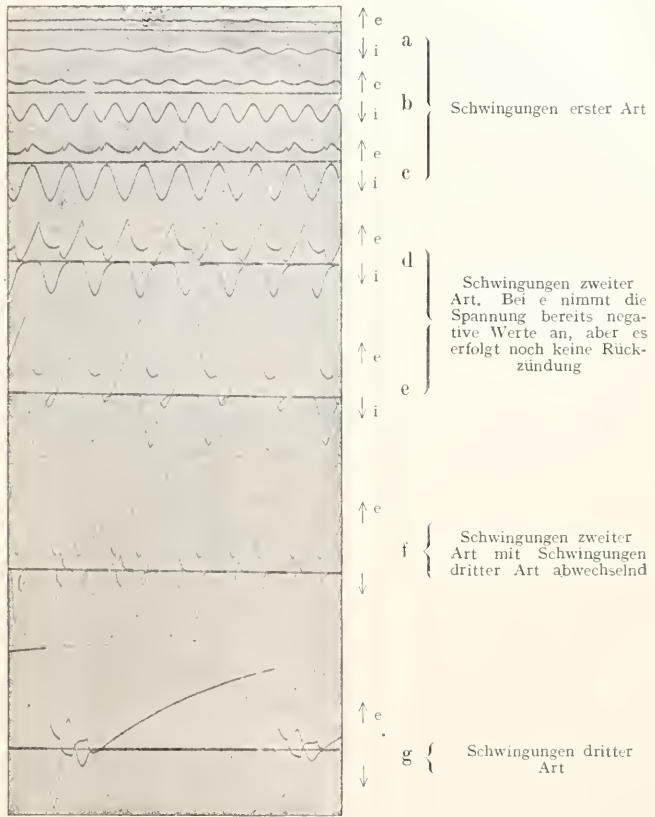 ↑ e
a
↓ i
↑ e
b
Schwingungen erster Art
↓ i
↑ e
c
↓ i
↑ e
d
↓ i
Schwingungen zweiter
Art. Bei e nimmt die
Spannung bereits nega-
tive Werte an, aber es
erfolgt noch keine Rück-
zündung
↑ e
e
↓ i
↑ e
f
Schwingungen zweiter
Art mit Schwingungen
dritter Art abwechselnd
↓
↑ e
g
Schwingungen dritter
Art
↓